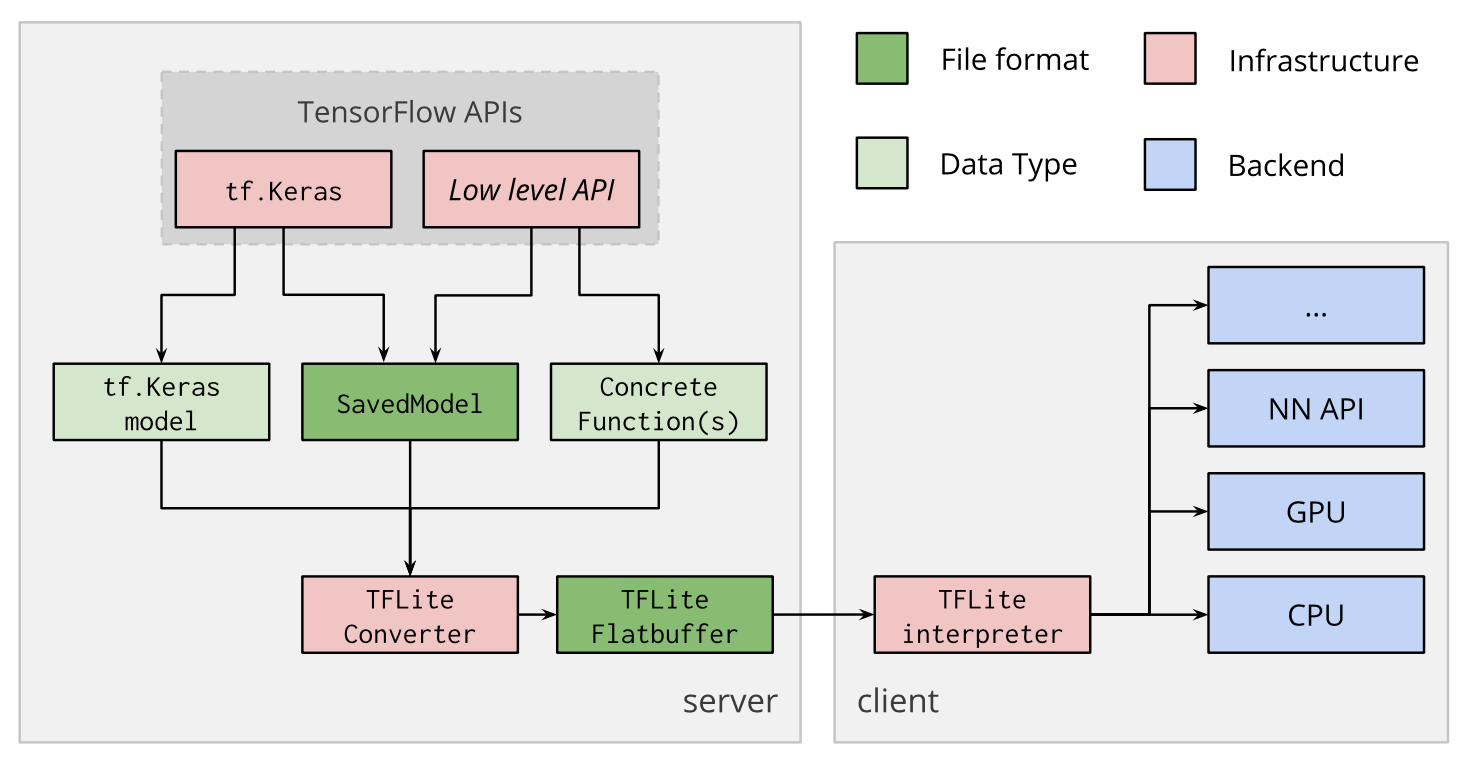 File format
Infrastructure
Data Type
Backend
TensorFlow APIs
tf.Keras
Low level API
tf.Keras
model
SavedModel
Concrete
Function(s)
TFLite
Converter
TFLite
Flatbuffer
server
TFLite
interpreter
...
NN API
GPU
CPU
client